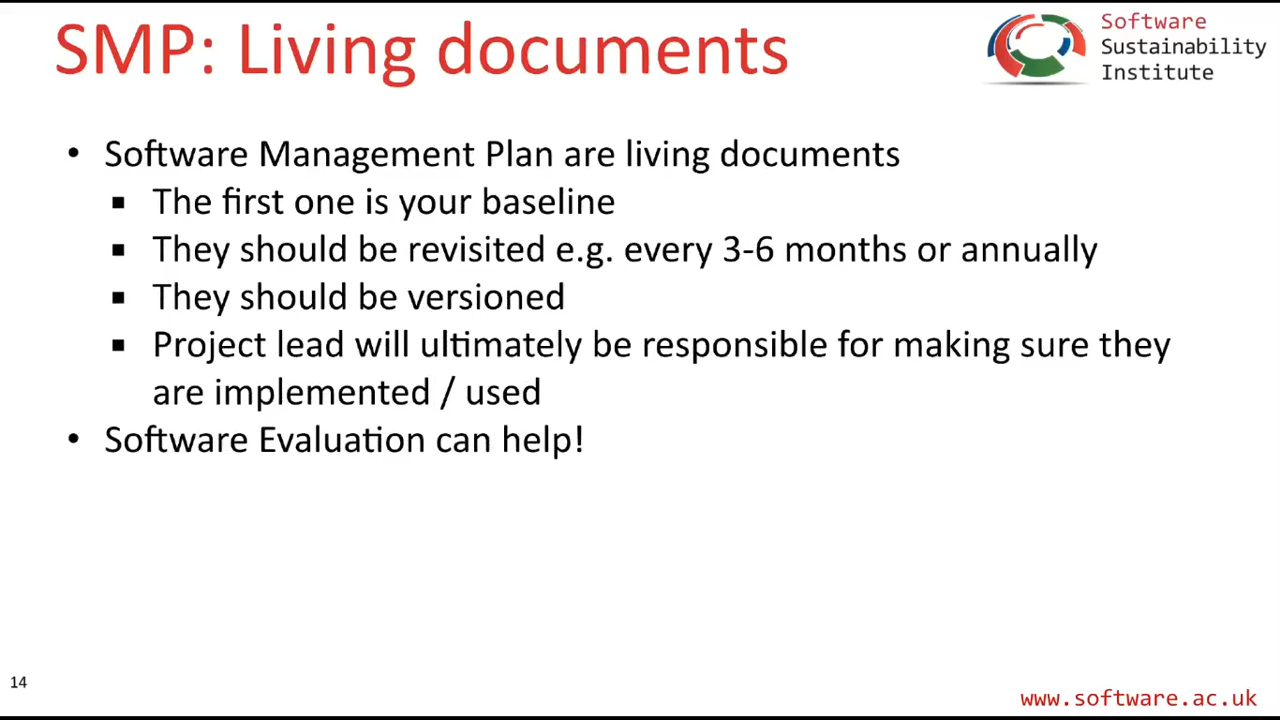 SMP: Living documents
Software
Sustainability
Institute
• Software Management Plan are living documents
▪ The first one is your baseline
▪ They should be revisited e.g. every 3-6 months or annually
▪ They should be versioned
▪ Project lead will ultimately be responsible for making sure they
are implemented / used
• Software Evaluation can help!
14
www.software.ac.uk